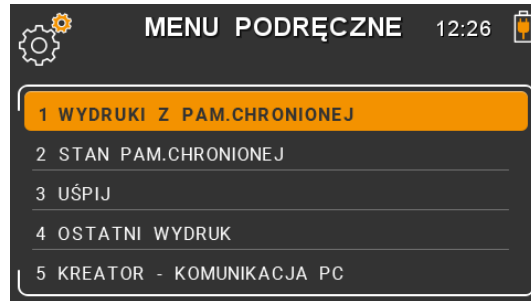 MENU PODRĘCZNE 12:26
1 WYDRUKI Z PAM.CHRONIONEJ
2 STAN PAM.CHRONIONEJ
3 UŚPIJ
4 OSTATNI WYDRUK
5 KREATOR - KOMUNIKACJA PC